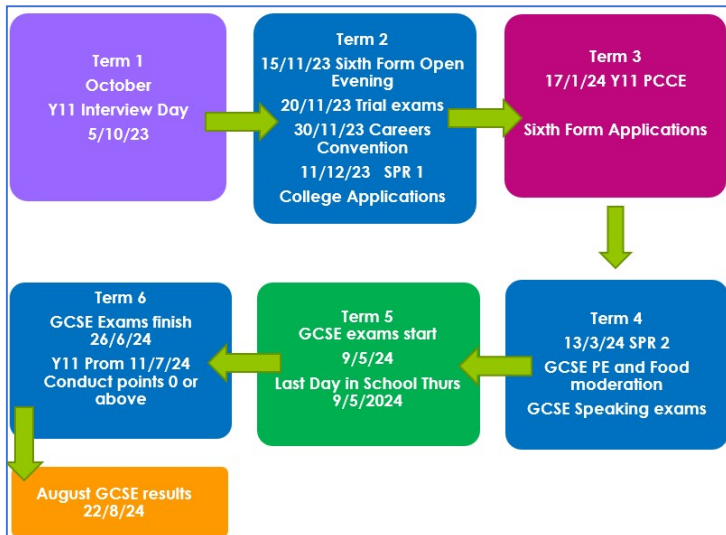 Term 1
October
Y11 Interview Day
5/10/23
Term 2
15/11/23 Sixth Form Open
Evening
20/11/23 Trial exams
30/11/23 Careers
Convention
11/12/23 SPR 1
College Applications
Term 3
17/1/24 Y11 PCCE
Sixth Form Applications
Term 4
13/3/24 SPR 2
GCSE PE and Food
moderation
GCSE Speaking exams
Term 5
GCSE exams start
9/5/24
Last Day in School Thurs
9/5/2024
Term 6
GCSE Exams finish
26/6/24
Y11 Prom 11/7/24
Conduct points 0 or
above
August GCSE results
22/8/24